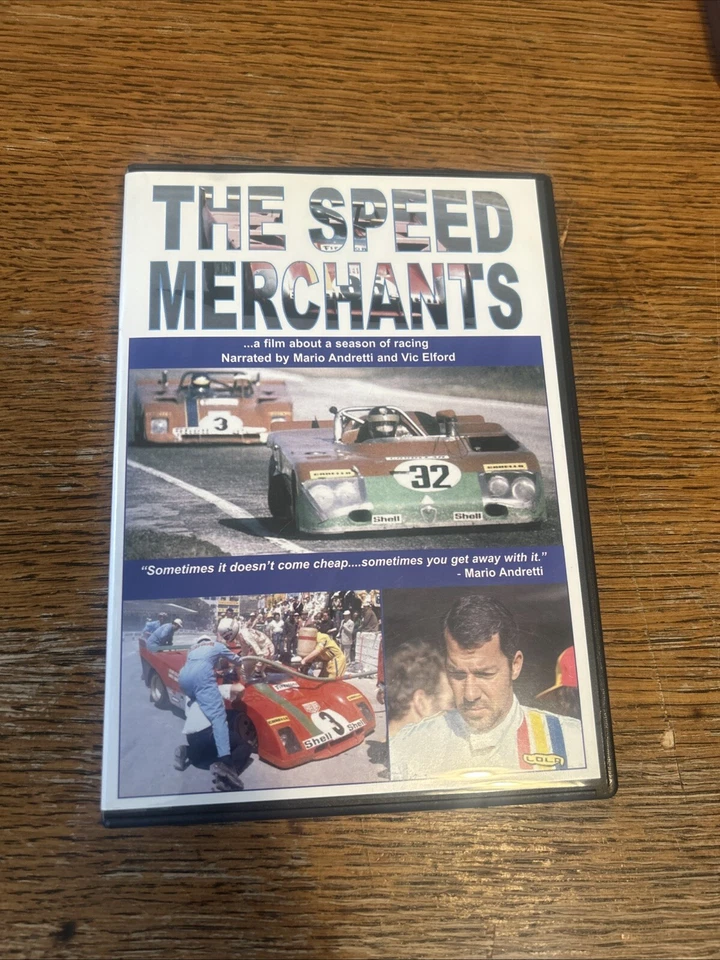 THE SPEED
MERCHANTS
...a film about a season of racing
Narrated by Mario Andretti and Vic Elford
3
32
Shell
Shell
“Sometimes it doesn’t come cheap....sometimes you get away with it.”
- Mario Andretti
3
Shell
Shell
LOLA